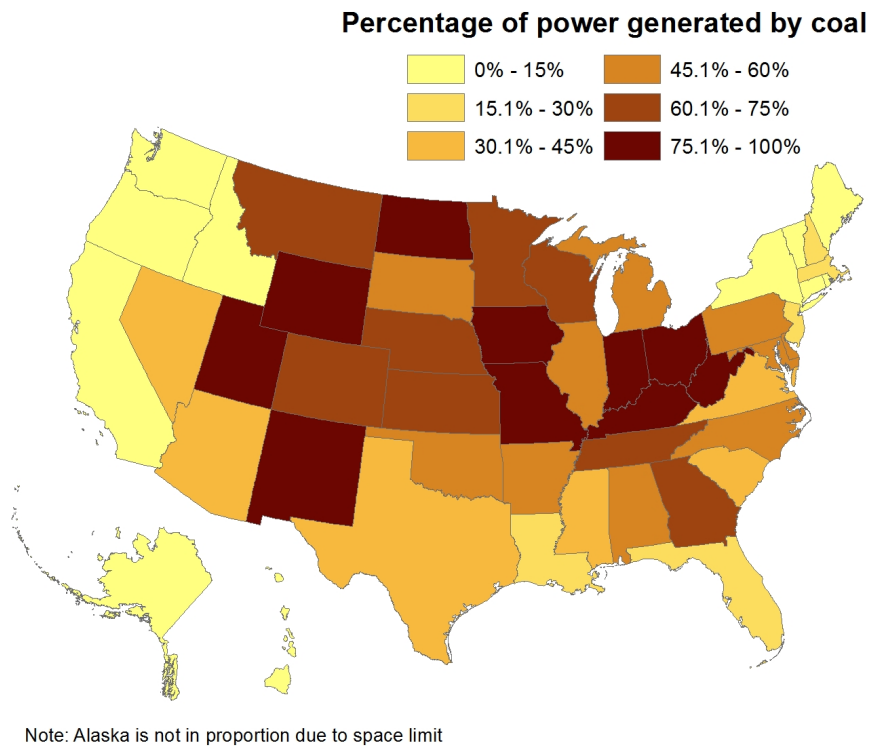 Percentage of power generated by coal
0% - 15%
45.1% - 60%
15.1% - 30%
60.1% - 75%
30.1% - 45%
75.1% - 100%
Note: Alaska is not in proportion due to space limit